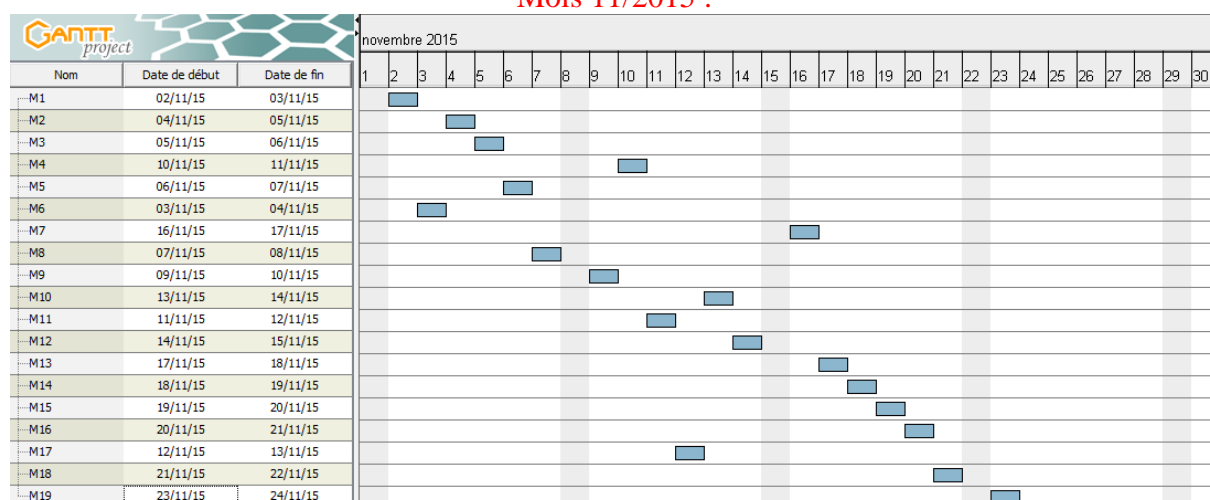 Mois 11/2015 :
GANTT
project
novembre 2015
Nom Date de début Date de fin 1 2 3 4 5 6 7 8 9 10 11 12 13 14 15 16 17 18 19 20 21 22 23 24 25 26 27 28 29 30
M1 02/11/15 03/11/15
M2 04/11/15 05/11/15
M3 05/11/15 06/11/15
M4 10/11/15 11/11/15
M5 06/11/15 07/11/15
M6 03/11/15 04/11/15
M7 16/11/15 17/11/15
M8 07/11/15 08/11/15
M9 09/11/15 10/11/15
M10 13/11/15 14/11/15
M11 11/11/15 12/11/15
M12 14/11/15 15/11/15
M13 17/11/15 18/11/15
M14 18/11/15 19/11/15
M15 19/11/15 20/11/15
M16 20/11/15 21/11/15
M17 12/11/15 13/11/15
M18 21/11/15 22/11/15
M19 23/11/15 24/11/15